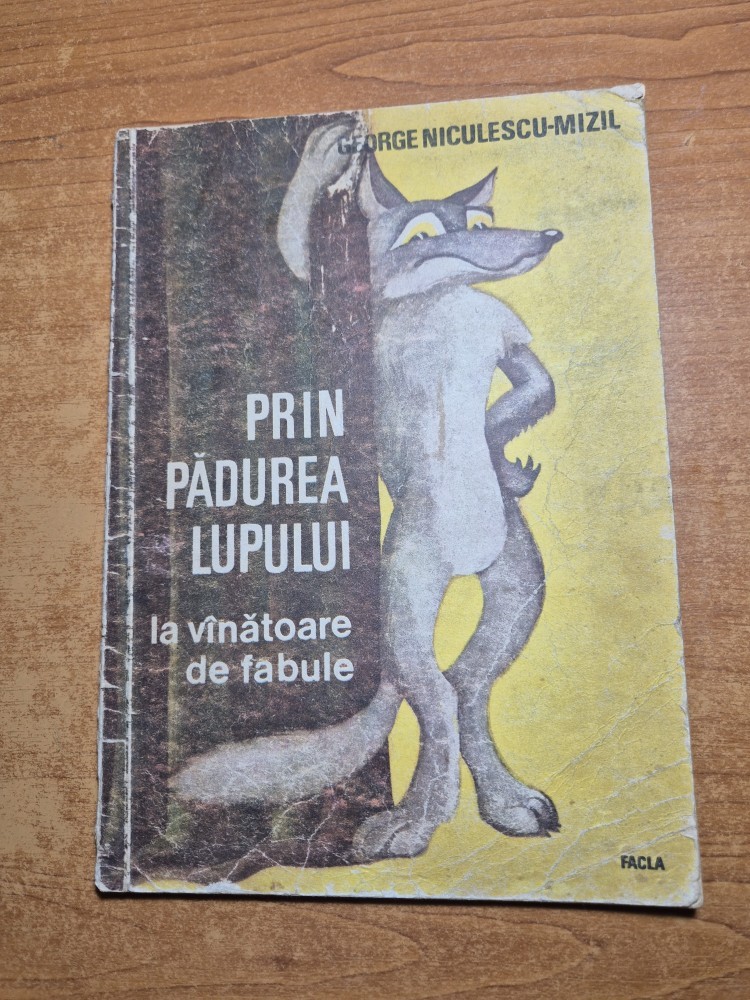 GEORGE NICULESCU-MIZIL
PRIN
PĂDUREA
LUPULUI
la vînătoare
de fabule
FACLA